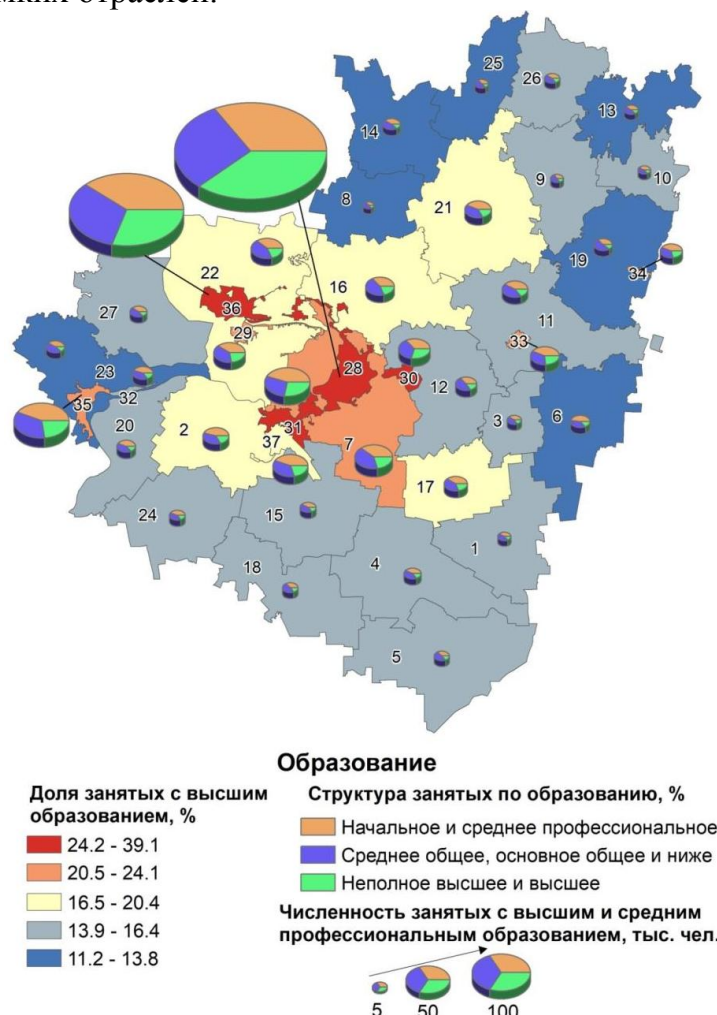 отраслей.
25
26
14
13
9
10
8
21
19
34
22
16
36
11
27
29
33
28
30
12
23
32
35
20
2
31
3
6
37
7
17
24
15
1
4
18
5
Образование
Доля занятых с высшим
образованием, %
24.2 - 39.1
20.5 - 24.1
16.5 - 20.4
13.9 - 16.4
11.2 - 13.8
Структура занятых по образованию, %
Начальное и среднее профессиональное
Среднее общее, основное общее и ниже
Неполное высшее и высшее
Численность занятых с высшим и средним
профессиональным образованием, тыс. чел.
5 50 100